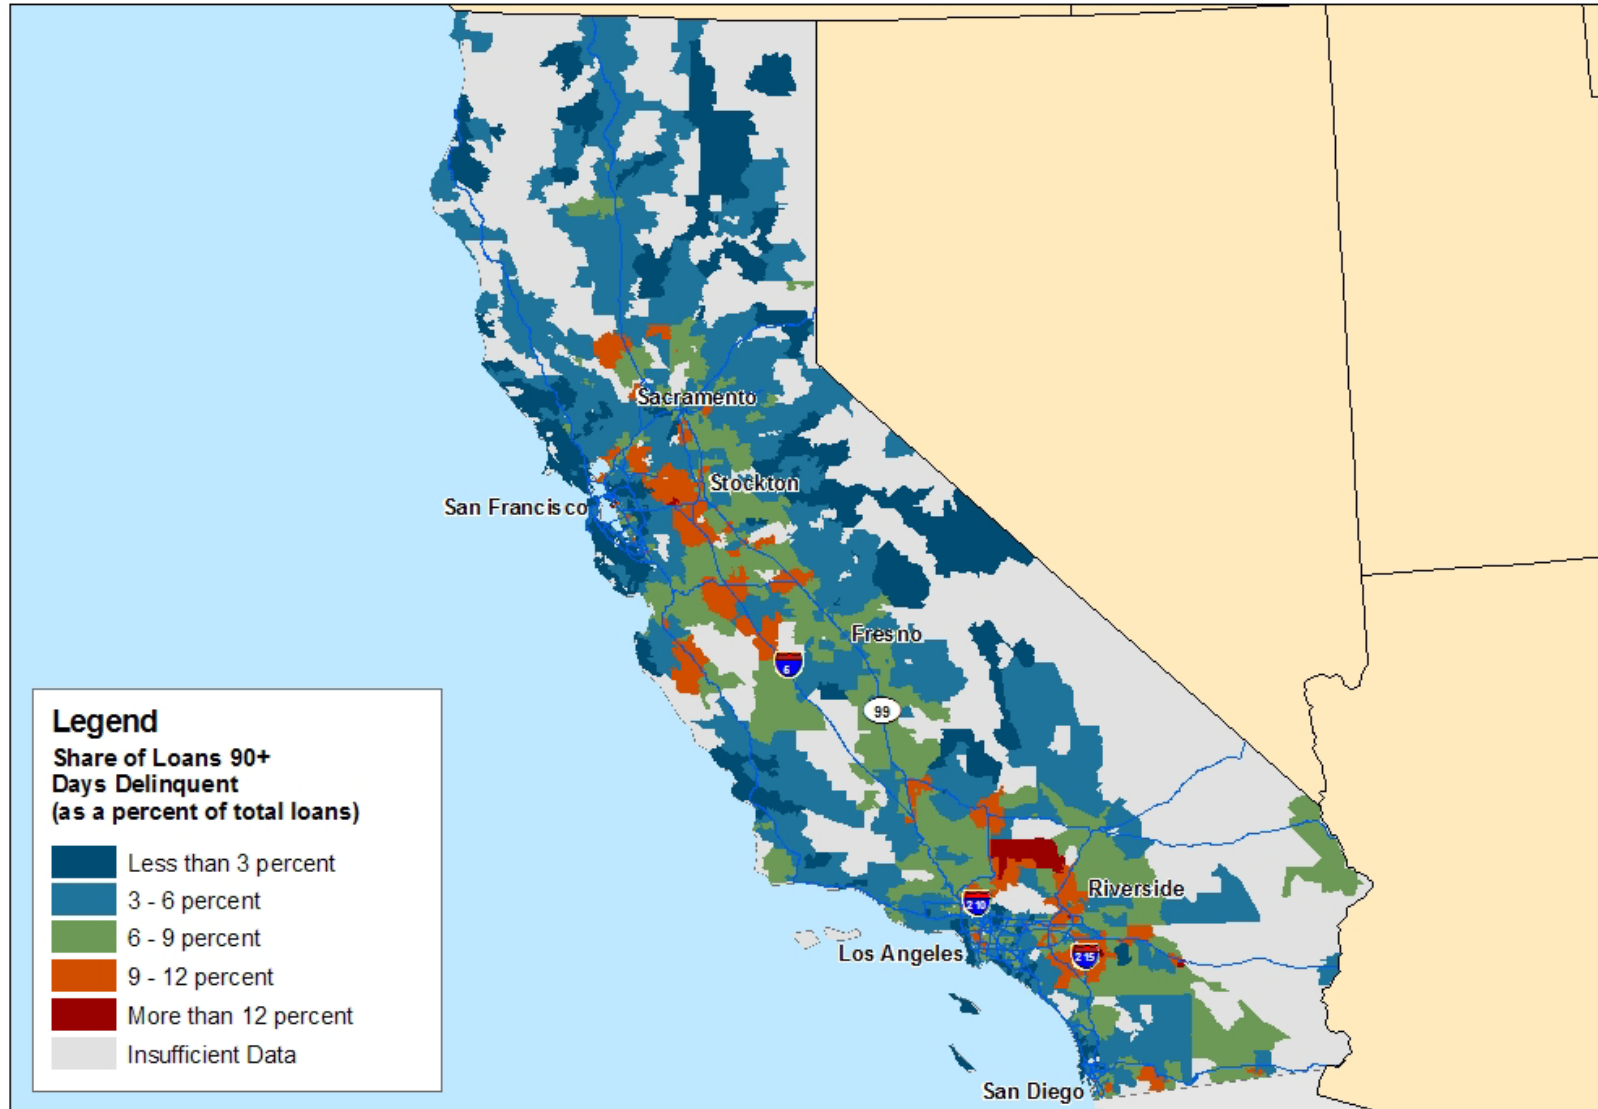 Sacramento
Stockton
San Francisco
Fresno
5
99
Legend
Share of Loans 90+
Days Delinquent
(as a percent of total loans)
Less than 3 percent
3 - 6 percent
6 - 9 percent
9 - 12 percent
More than 12 percent
Insufficient Data
Riverside
210
Los Angeles
215
San Diego